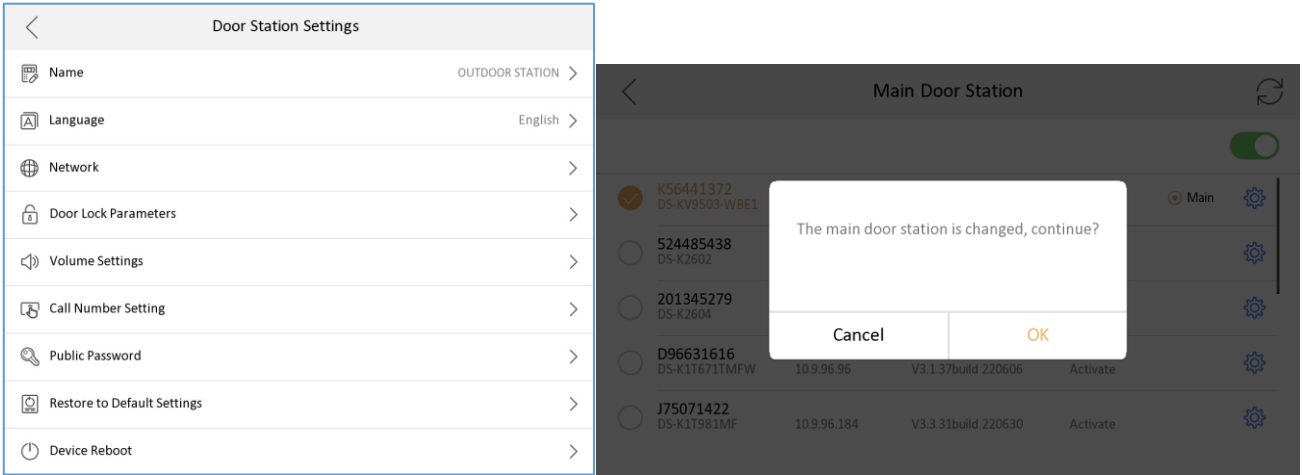 Door Station Settings
Name
OUTDOOR STATION
Language
English
Network
Door Lock Parameters
Volume Settings
Call Number Setting
Public Password
Restore to Default Settings
Device Reboot
Main Door Station
K56441372
DS-KV9503-WBE1
Main
524485438
DS-K2602
201345279
DS-K2604
D96631616
DS-K1T671TMFW 10.9.96.96 V3.1.37build 220606 Activate
J75071422
DS-K1T981MF 10.9.96.184 V3.3.31build 220630 Activate
The main door station is changed, continue?
Cancel OK